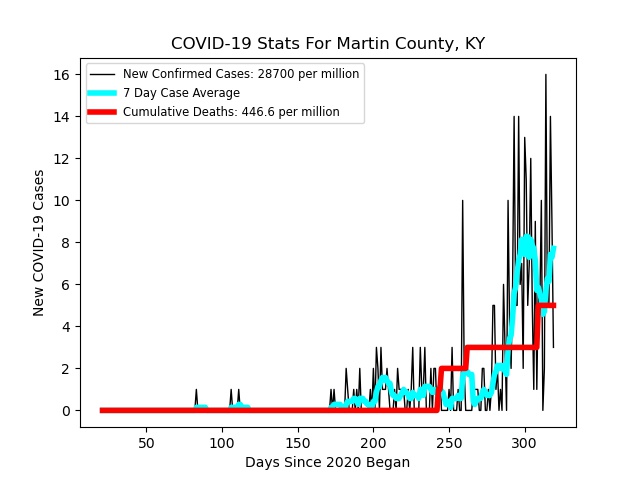 COVID-19 Stats For Martin County, KY
New Confirmed Cases: 28700 per million
7 Day Case Average
Cumulative Deaths: 446.6 per million
New COVID-19 Cases
16
14
12
10
8
6
4
2
0
50 100 150 200 250 300
Days Since 2020 Began